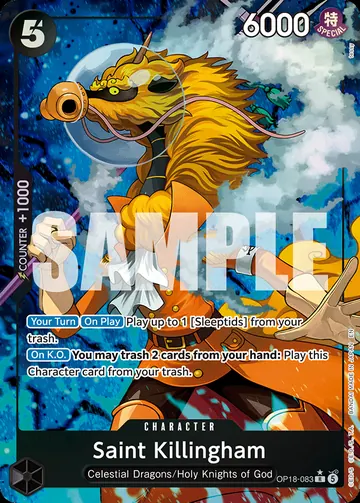 5
6000
特
SPECIAL
COUNTER +1000
SAMPLE
Your Turn On Play Play up to 1 [Sleeptids] from your
trash.
On K.O. You may trash 2 cards from your hand: Play this
Character card from your trash.
CHARACTER
Saint Killingham
Celestial Dragons/Holy Knights of God
OP18-083 R 5